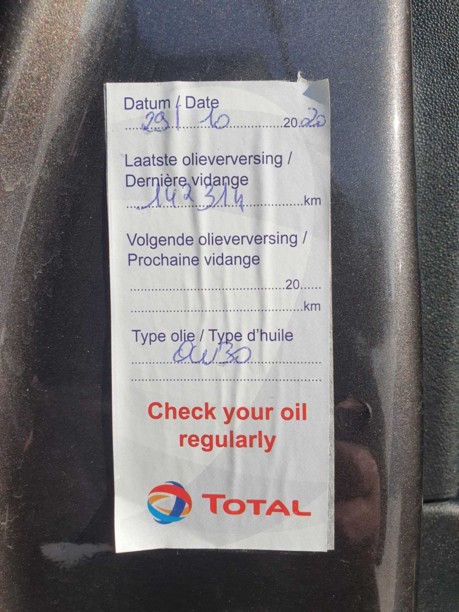 Datum / Date
29/10 2020
Laatste olieverversing /
Dernière vidange
142314 km
Volgende olieverversing /
Prochaine vidange
20
km
Type olie / Type d'huile
0W30
Check your oil
regularly
TOTAL